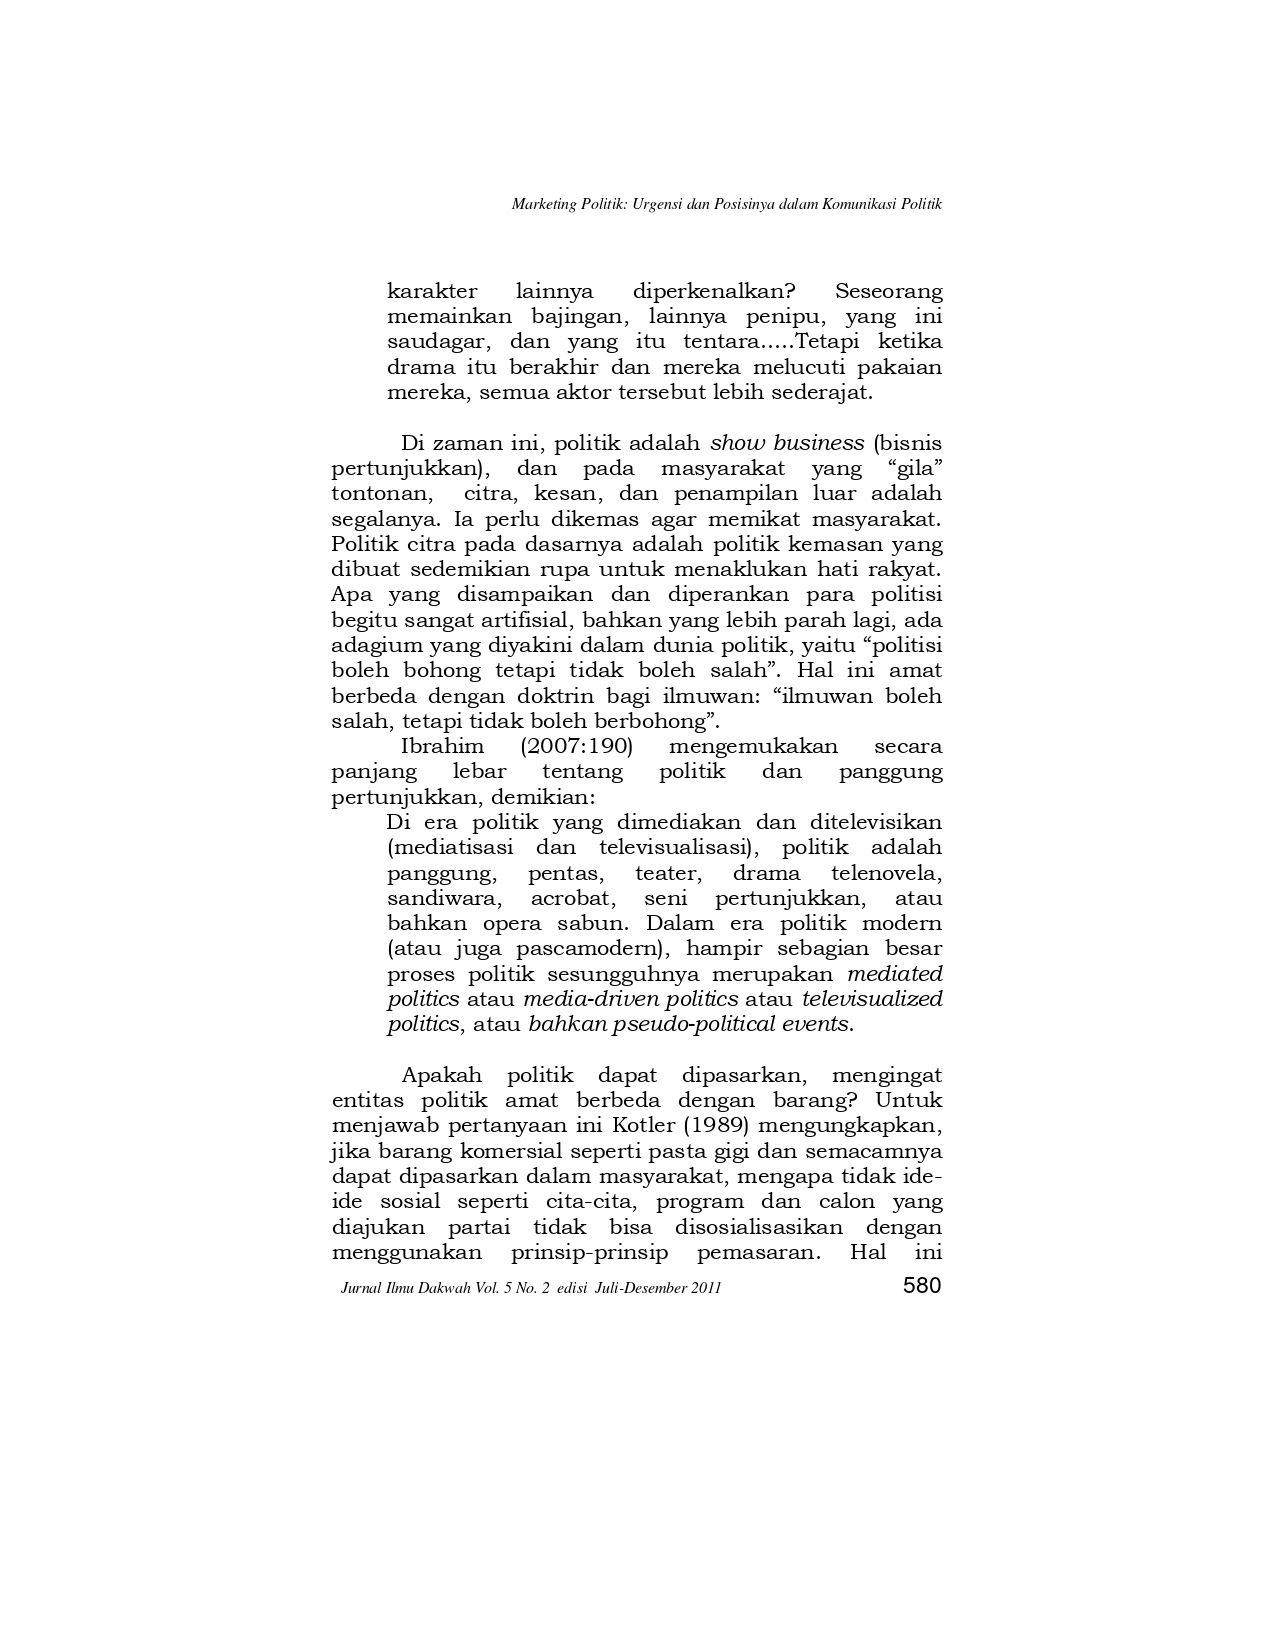 Marketing Politik: Urgensi dan Posisinya dalam Komunikasi Politik
karakter lainnya diperkenalkan? Seseorang
memainkan bajingan, lainnya penipu, yang ini
saudagar, dan yang itu tentara.....Tetapi ketika
drama itu berakhir dan mereka melucuti pakaian
mereka, semua aktor tersebut lebih sederajat.
Di zaman ini, politik adalah show business (bisnis
pertunjukkan), dan pada masyarakat yang “gila”
tontonan, citra, kesan, dan penampilan luar adalah
segalanya. Ia perlu dikemas agar memikat masyarakat.
Politik citra pada dasarnya adalah politik kemasan yang
dibuat sedemikian rupa untuk menaklukan hati rakyat.
Apa yang disampaikan dan diperankan para politisi
begitu sangat artifisial, bahkan yang lebih parah lagi, ada
adagium yang diyakini dalam dunia politik, yaitu “politisi
boleh bohong tetapi tidak boleh salah”. Hal ini amat
berbeda dengan doktrin bagi ilmuwan: “ilmuwan boleh
salah, tetapi tidak boleh berbohong”.
Ibrahim (2007:190) mengemukakan secara
panjang lebar tentang politik dan panggung
pertunjukkan, demikian:
Di era politik yang dimediakan dan ditelevisikan
(mediatisasi dan televisualisasi), politik adalah
panggung, pentas, teater, drama telenovela,
sandiwara, acrobat, seni pertunjukkan, atau
bahkan opera sabun. Dalam era politik modern
(atau juga pascamodern), hampir sebagian besar
proses politik sesungguhnya merupakan mediated
politics atau media-driven politics atau televisualized
politics, atau bahkan pseudo-political events.
Apakah politik dapat dipasarkan, mengingat
entitas politik amat berbeda dengan barang? Untuk
menjawab pertanyaan ini Kotler (1989) mengungkapkan,
jika barang komersial seperti pasta gigi dan semacamnya
dapat dipasarkan dalam masyarakat, mengapa tidak ide-
ide sosial seperti cita-cita, program dan calon yang
diajukan partai tidak bisa disosialisasikan dengan
menggunakan prinsip-prinsip pemasaran. Hal ini
Jurnal Ilmu Dakwah Vol. 5 No. 2 edisi Juli-Desember 2011 580